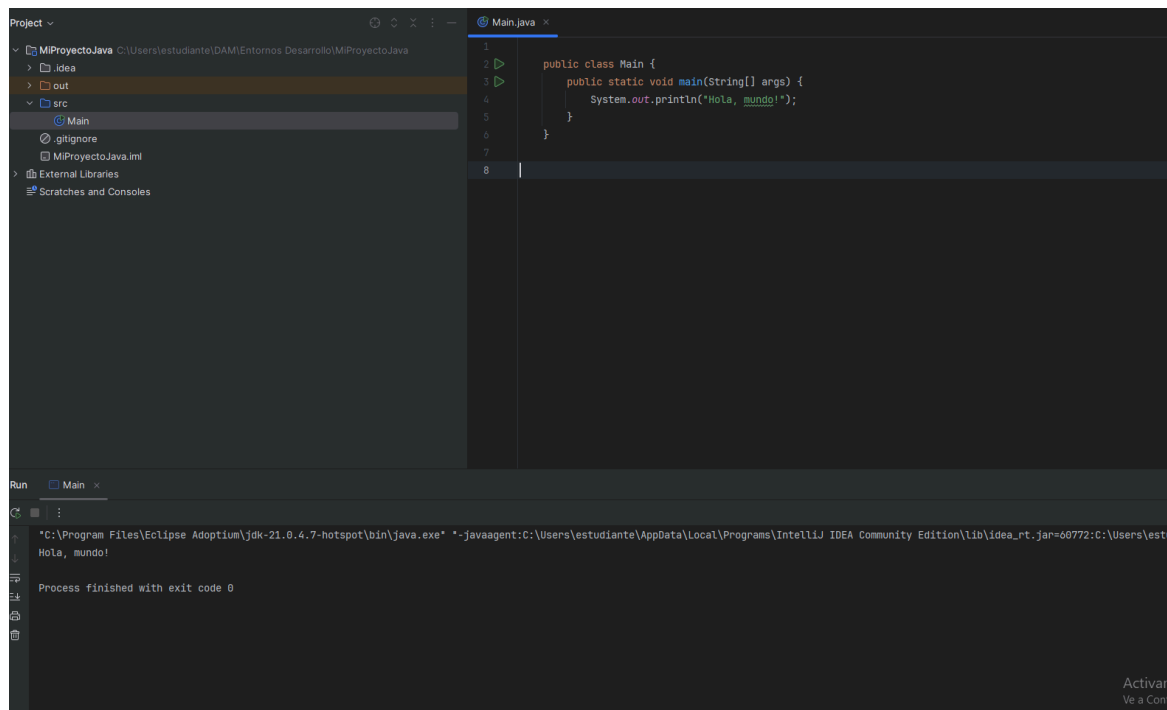 Project
MiProyectoJava C:\Users\estudiante\DAM\Entornos Desarrollo\MiProyectoJava
.idea
out
src
Main
.gitignore
MiProyectoJava.iml
External Libraries
Scratches and Consoles
Main.java
1
2 public class Main {
3 public static void main(String[] args) {
4 System.out.println("Hola, mundo!");
5 }
6 }
7
8
Run Main
"C:\Program Files\Eclipse Adoptium\jdk-21.0.4.7-hotspot\bin\java.exe" "-javaagent:C:\Users\estudiante\AppData\Local\Programs\IntelliJ IDEA Community Edition\lib\idea_rt.jar=60772:C:\Users\est
Hola, mundo!
Process finished with exit code 0
Activar
Ve a Con